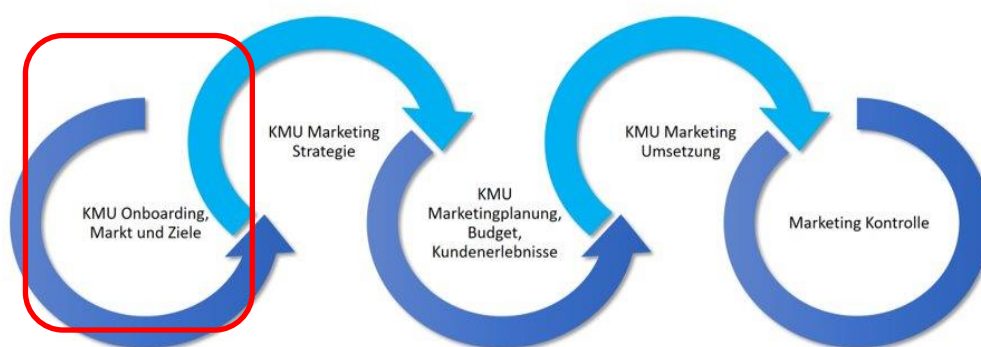 KMU Onboarding,
Markt und Ziele
KMU Marketing
Strategie
KMU
Marketingplanung,
Budget,
Kundenerlebnisse
KMU Marketing
Umsetzung
Marketing Kontrolle